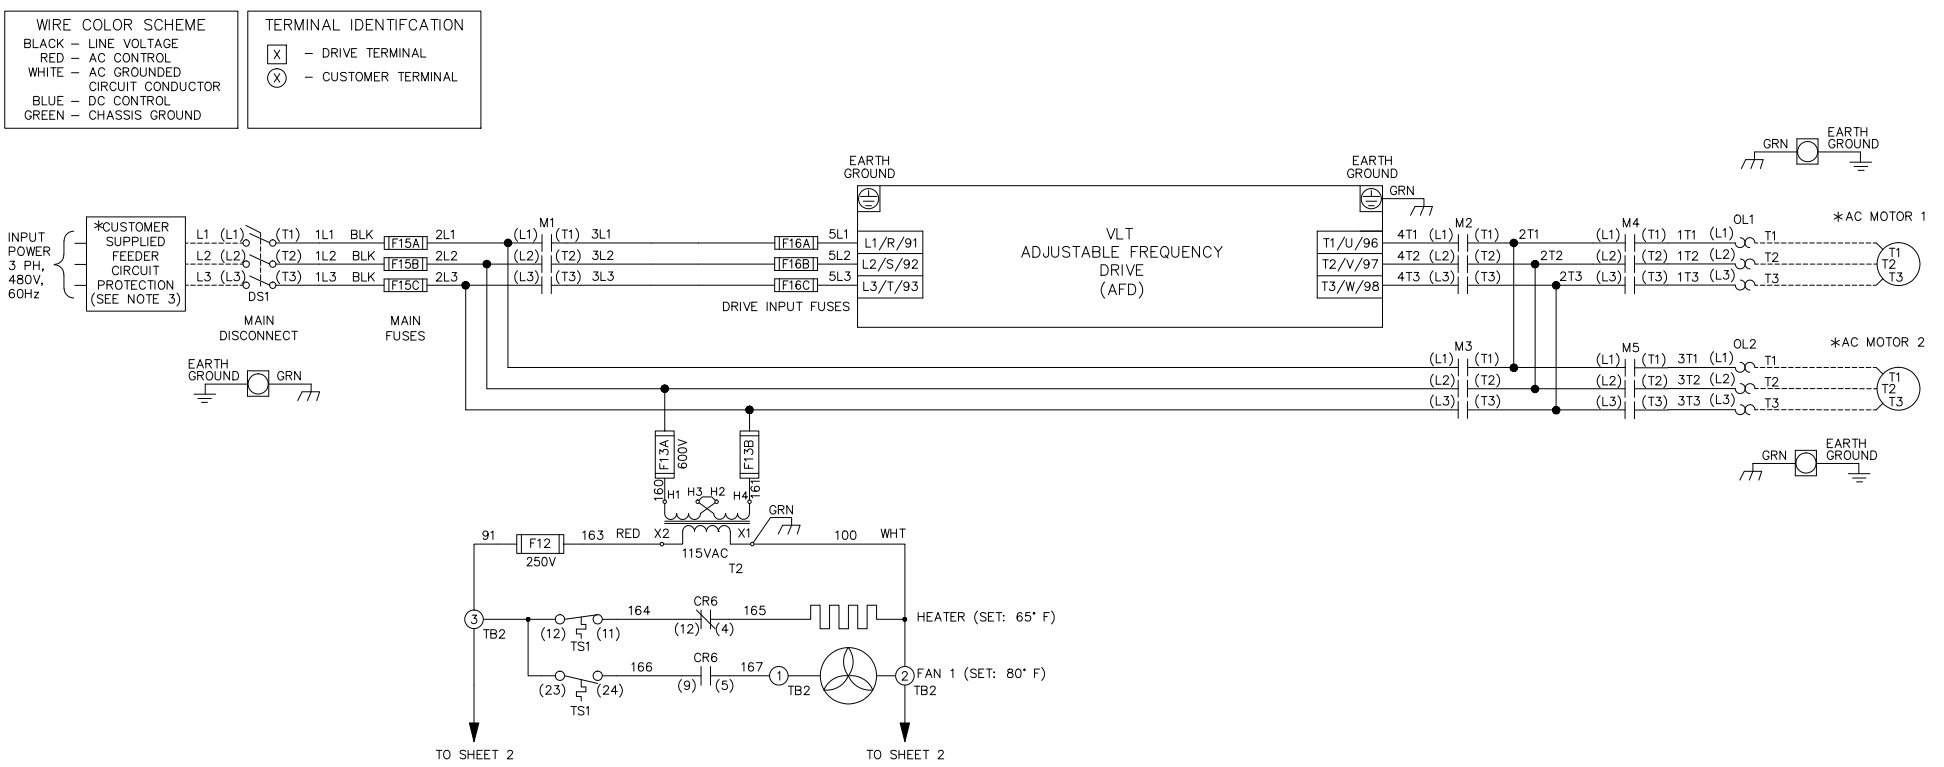 WIRE COLOR SCHEME
BLACK – LINE VOLTAGE
RED – AC CONTROL
WHITE – AC GROUNDED
CIRCUIT CONDUCTOR
BLUE – DC CONTROL
GREEN – CHASSIS GROUND
TERMINAL IDENTIFCATION
X – DRIVE TERMINAL
X – CUSTOMER TERMINAL
INPUT
POWER
3 PH,
480V,
60Hz
*CUSTOMER
SUPPLIED
FEEDER
CIRCUIT
PROTECTION
(SEE NOTE 3)
L1 (L1) (T1) 1L1 BLK F15A 2L1
L2 (L2) (T2) 1L2 BLK F15B 2L2
L3 (L3) (T3) 1L3 BLK F15C 2L3
DS1
MAIN
DISCONNECT
MAIN
FUSES
EARTH
GROUND GRN
M1
(L1) (T1) 3L1 F16A 5L1
(L2) (T2) 3L2 F16B 5L2
(L3) (T3) 3L3 F16C 5L3
DRIVE INPUT FUSES
EARTH
GROUND
L1/R/91
L2/S/92
L3/T/93
VLT
ADJUSTABLE FREQUENCY
DRIVE
(AFD)
EARTH
GROUND
GRN
T1/U/96
T2/V/97
T3/W/98
M2
4T1 (L1) (T1) 2T1
4T2 (L2) (T2) 2T2
4T3 (L3) (T3) 2T3
M4 OL1
(L1) (T1) 1T1 (L1) T1
(L2) (T2) 1T2 (L2) T2
(L3) (T3) 1T3 (L3) T3
GRN EARTH
GROUND
*AC MOTOR 1
T1
T2
T3
M3
(L1) (T1)
(L2) (T2)
(L3) (T3)
M5 OL2
(L1) (T1) 3T1 (L1) T1
(L2) (T2) 3T2 (L2) T2
(L3) (T3) 3T3 (L3) T3
*AC MOTOR 2
T1
T2
T3
GRN EARTH
GROUND
F13A
600V
F13B
160
161
H1 H3 H2 H4
GRN
91 F12 163 RED X2 X1 100 WHT
250V
115VAC
T2
3
TB2
(12) (11)
TS1
164
CR6
(12) (4)
165
HEATER (SET: 65° F)
(23) (24)
TS1
166
CR6
(9) (5)
167
1
TB2
2
TB2
FAN 1 (SET: 80° F)
TO SHEET 2
TO SHEET 2